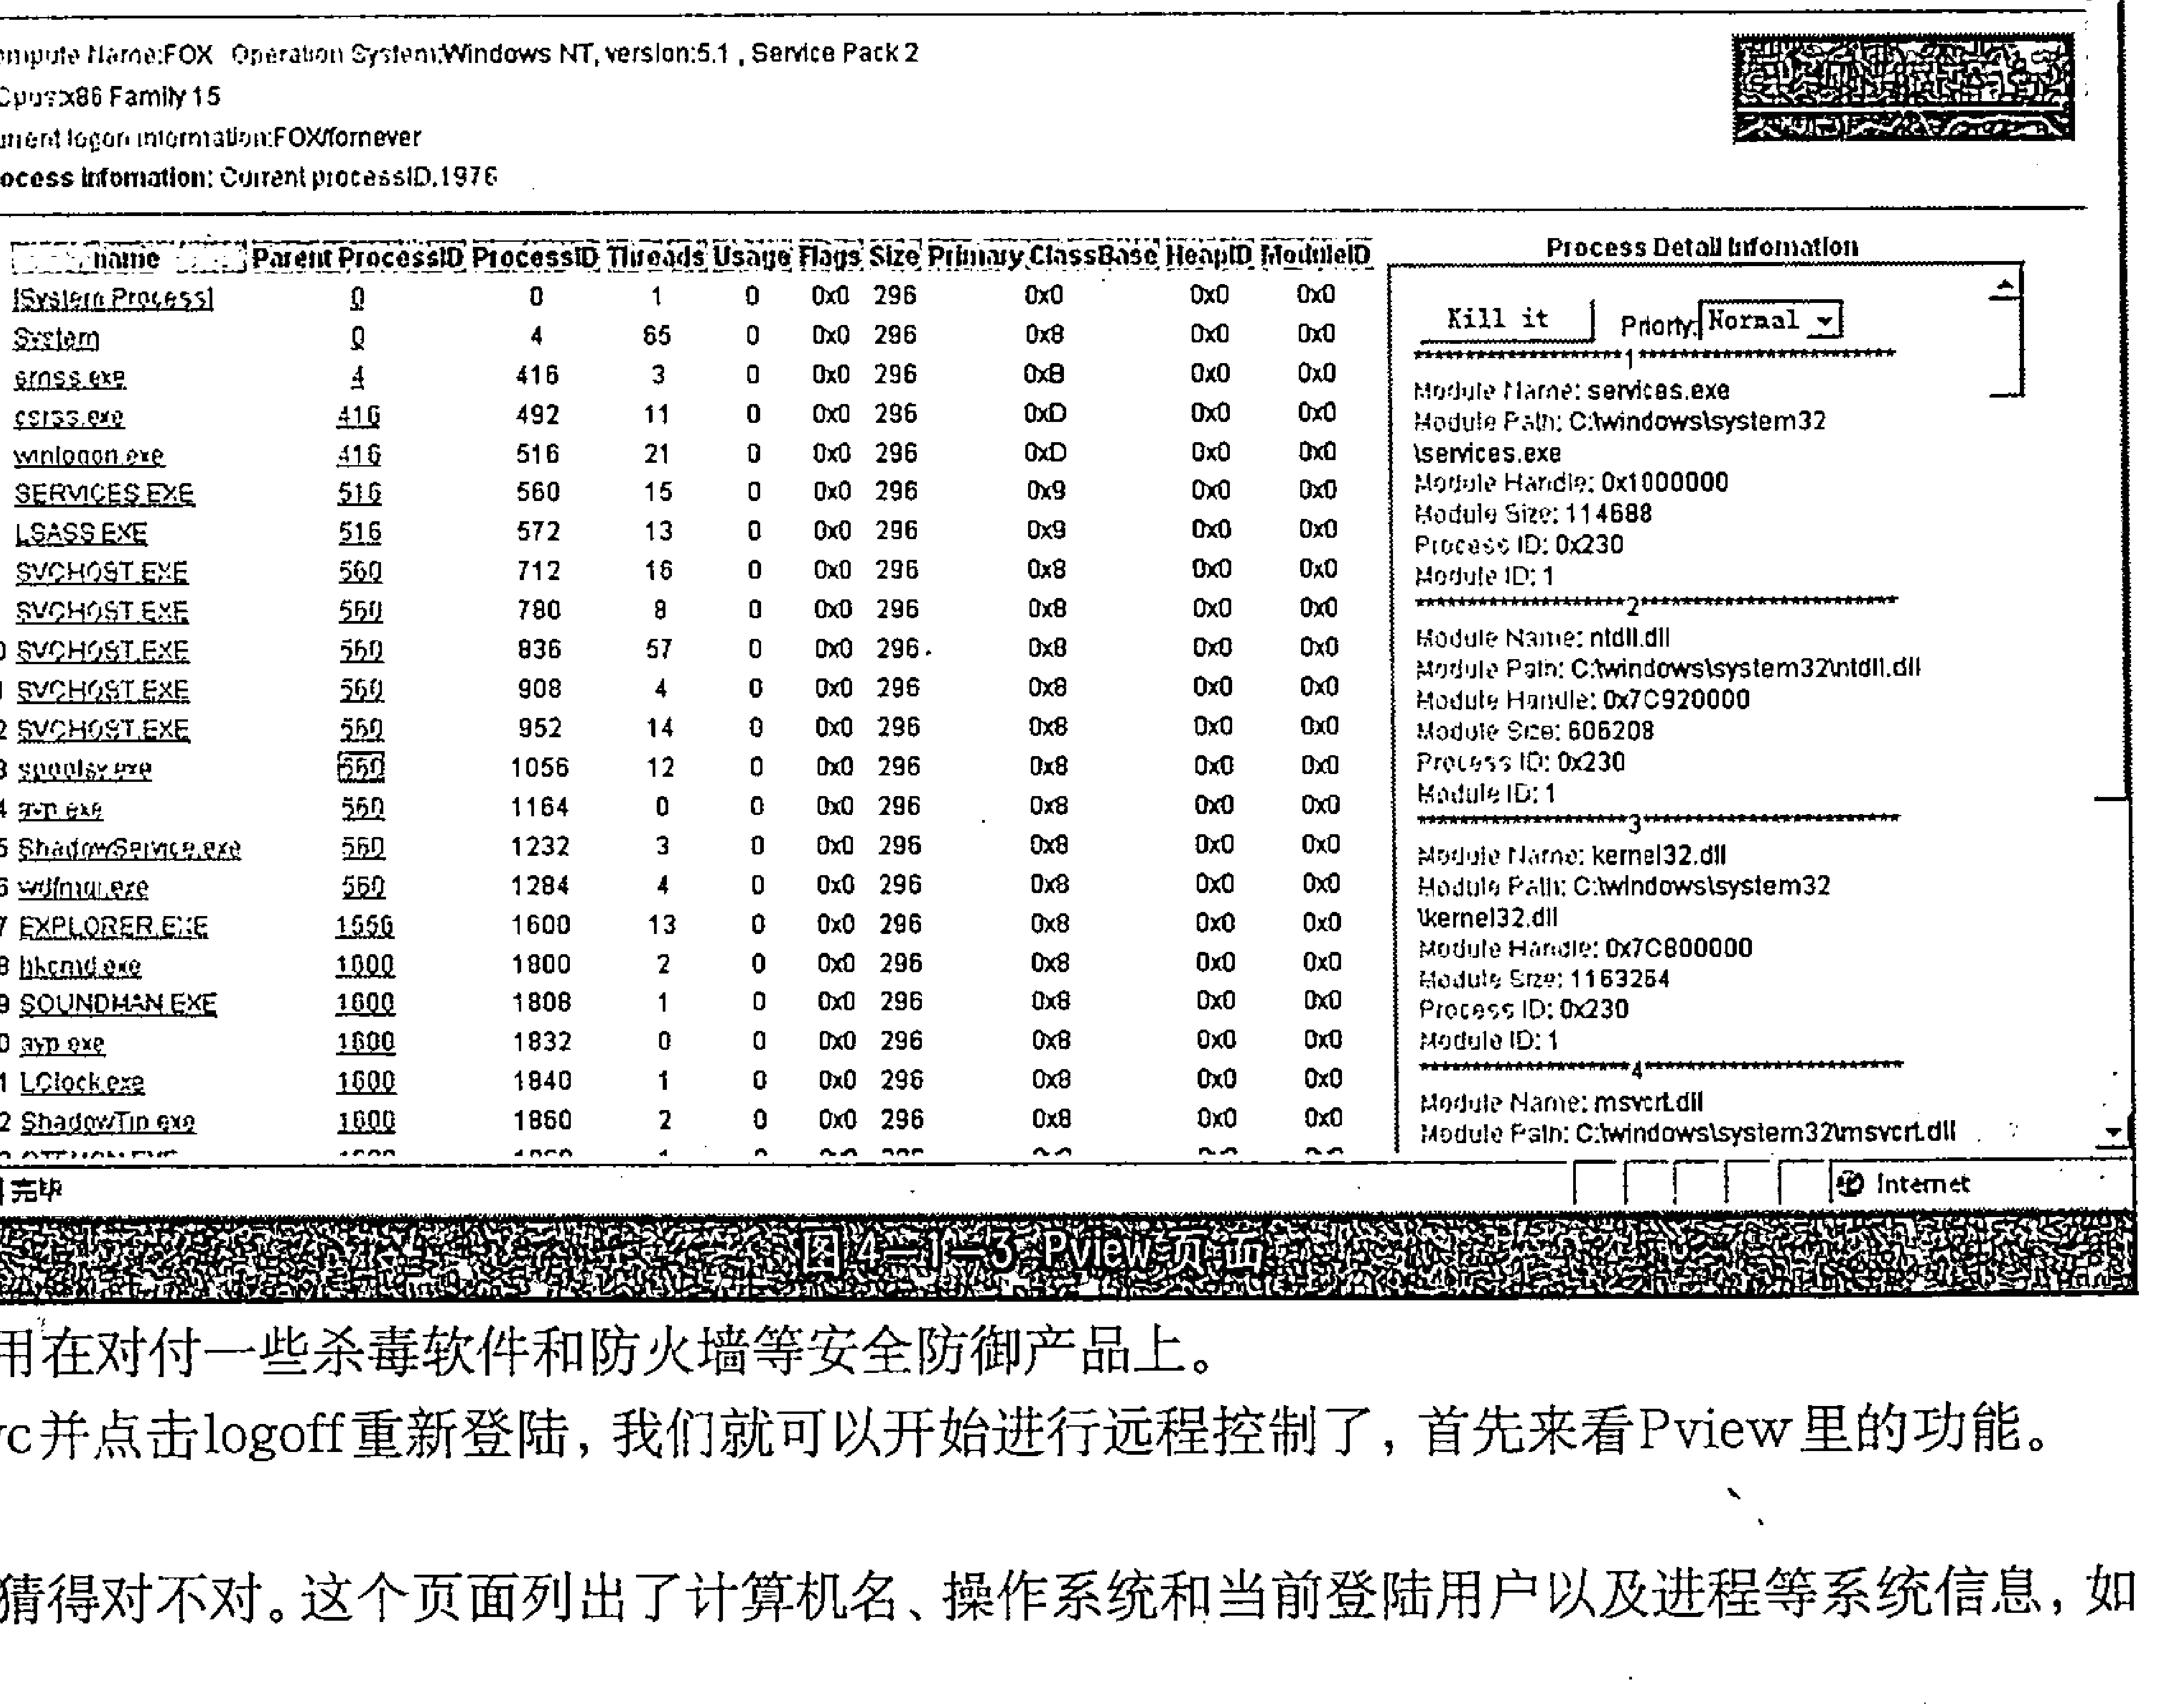 mpute Name:FOX Operation System:Windows NT, version:5.1 , Service Pack 2
Cpus:x86 Family 15
urrent logon information:FOX/fornever
ocess Infomation: Current processID.1976
name Parent ProcessID ProcessID Threads Usage Flags Size Primary ClassBase HeapID ModuleID
[System Process] 0 0 1 0 0x0 296 0x0 0x0 0x0
System 0 4 65 0 0x0 296 0x8 0x0 0x0
smss.exe 4 416 3 0 0x0 296 0xB 0x0 0x0
csrss.exe 416 492 11 0 0x0 296 0xD 0x0 0x0
winlogon.exe 416 516 21 0 0x0 296 0xD 0x0 0x0
SERVICES.EXE 516 560 15 0 0x0 296 0x9 0x0 0x0
LSASS.EXE 516 572 13 0 0x0 296 0x9 0x0 0x0
SVCHOST.EXE 560 712 16 0 0x0 296 0x8 0x0 0x0
SVCHOST.EXE 560 780 8 0 0x0 296 0x8 0x0 0x0
0 SVCHOST.EXE 560 836 57 0 0x0 296 0x8 0x0 0x0
1 SVCHOST.EXE 560 908 4 0 0x0 296 0x8 0x0 0x0
2 SVCHOST.EXE 560 952 14 0 0x0 296 0x8 0x0 0x0
3 spoolsv.exe 560 1056 12 0 0x0 296 0x8 0x0 0x0
4 avp.exe 560 1164 0 0 0x0 296 0x8 0x0 0x0
5 ShadowService.exe 560 1232 3 0 0x0 296 0x8 0x0 0x0
6 wdfmgr.exe 560 1284 4 0 0x0 296 0x8 0x0 0x0
7 EXPLORER.EXE 1556 1600 13 0 0x0 296 0x8 0x0 0x0
8 hkcmd.exe 1600 1800 2 0 0x0 296 0x8 0x0 0x0
9 SOUNDMAN.EXE 1600 1808 1 0 0x0 296 0x8 0x0 0x0
0 avp.exe 1600 1832 0 0 0x0 296 0x8 0x0 0x0
1 LClock.exe 1600 1840 1 0 0x0 296 0x8 0x0 0x0
2 ShadowTip.exe 1600 1860 2 0 0x0 296 0x8 0x0 0x0
Process Detail Infomation
Kill it Priorty: Normal
1
Module Name: services.exe
Module Path: C:\windows\system32
\services.exe
Module Handle: 0x1000000
Module Size: 114688
Process ID: 0x230
Module ID: 1
2
Module Name: ntdll.dll
Module Path: C:\windows\system32\ntdll.dll
Module Handle: 0x7C920000
Module Size: 606208
Process ID: 0x230
Module ID: 1
3
Module Name: kernel32.dll
Module Path: C:\windows\system32
\kernel32.dll
Module Handle: 0x7C800000
Module Size: 1163264
Process ID: 0x230
Module ID: 1
4
Module Name: msvcrt.dll
Module Path: C:\windows\system32\msvcrt.dll
完毕 Internet
图4-1-3 Pview页面
用在对付一些杀毒软件和防火墙等安全防御产品上。
vc并点击logoff重新登陆，我们就可以开始进行远程控制了，首先来看Pview里的功能。
猜得对不对。这个页面列出了计算机名、操作系统和当前登陆用户以及进程等系统信息，如